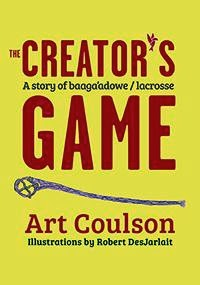 THE CREATOR'S
A story of baaga'adowe / lacrosse
GAME
Art Coulson
Illustrations by Robert DesJarlait